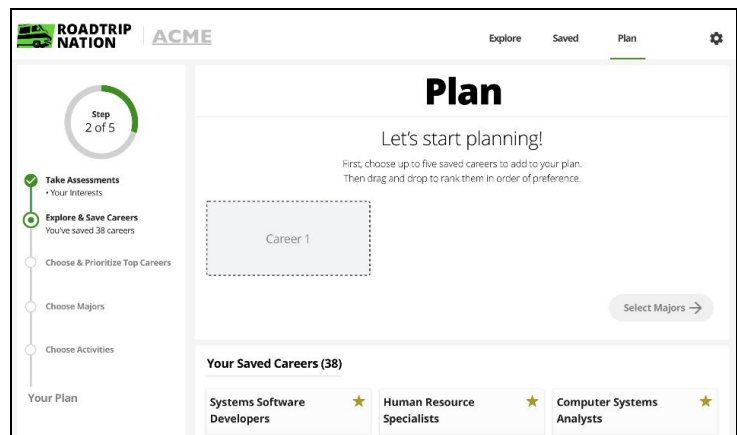 ROADTRIP
NATION
ACME
Explore
Saved
Plan
Step
2 of 5
Take Assessments
• Your Interests
Explore & Save Careers
You've saved 38 careers
Choose & Prioritize Top Careers
Choose Majors
Choose Activities
Your Plan
Plan
Let's start planning!
First, choose up to five saved careers to add to your plan.
Then drag and drop to rank them in order of preference.
Career 1
Select Majors
Your Saved Careers (38)
Systems Software
Developers
Human Resource
Specialists
Computer Systems
Analysts